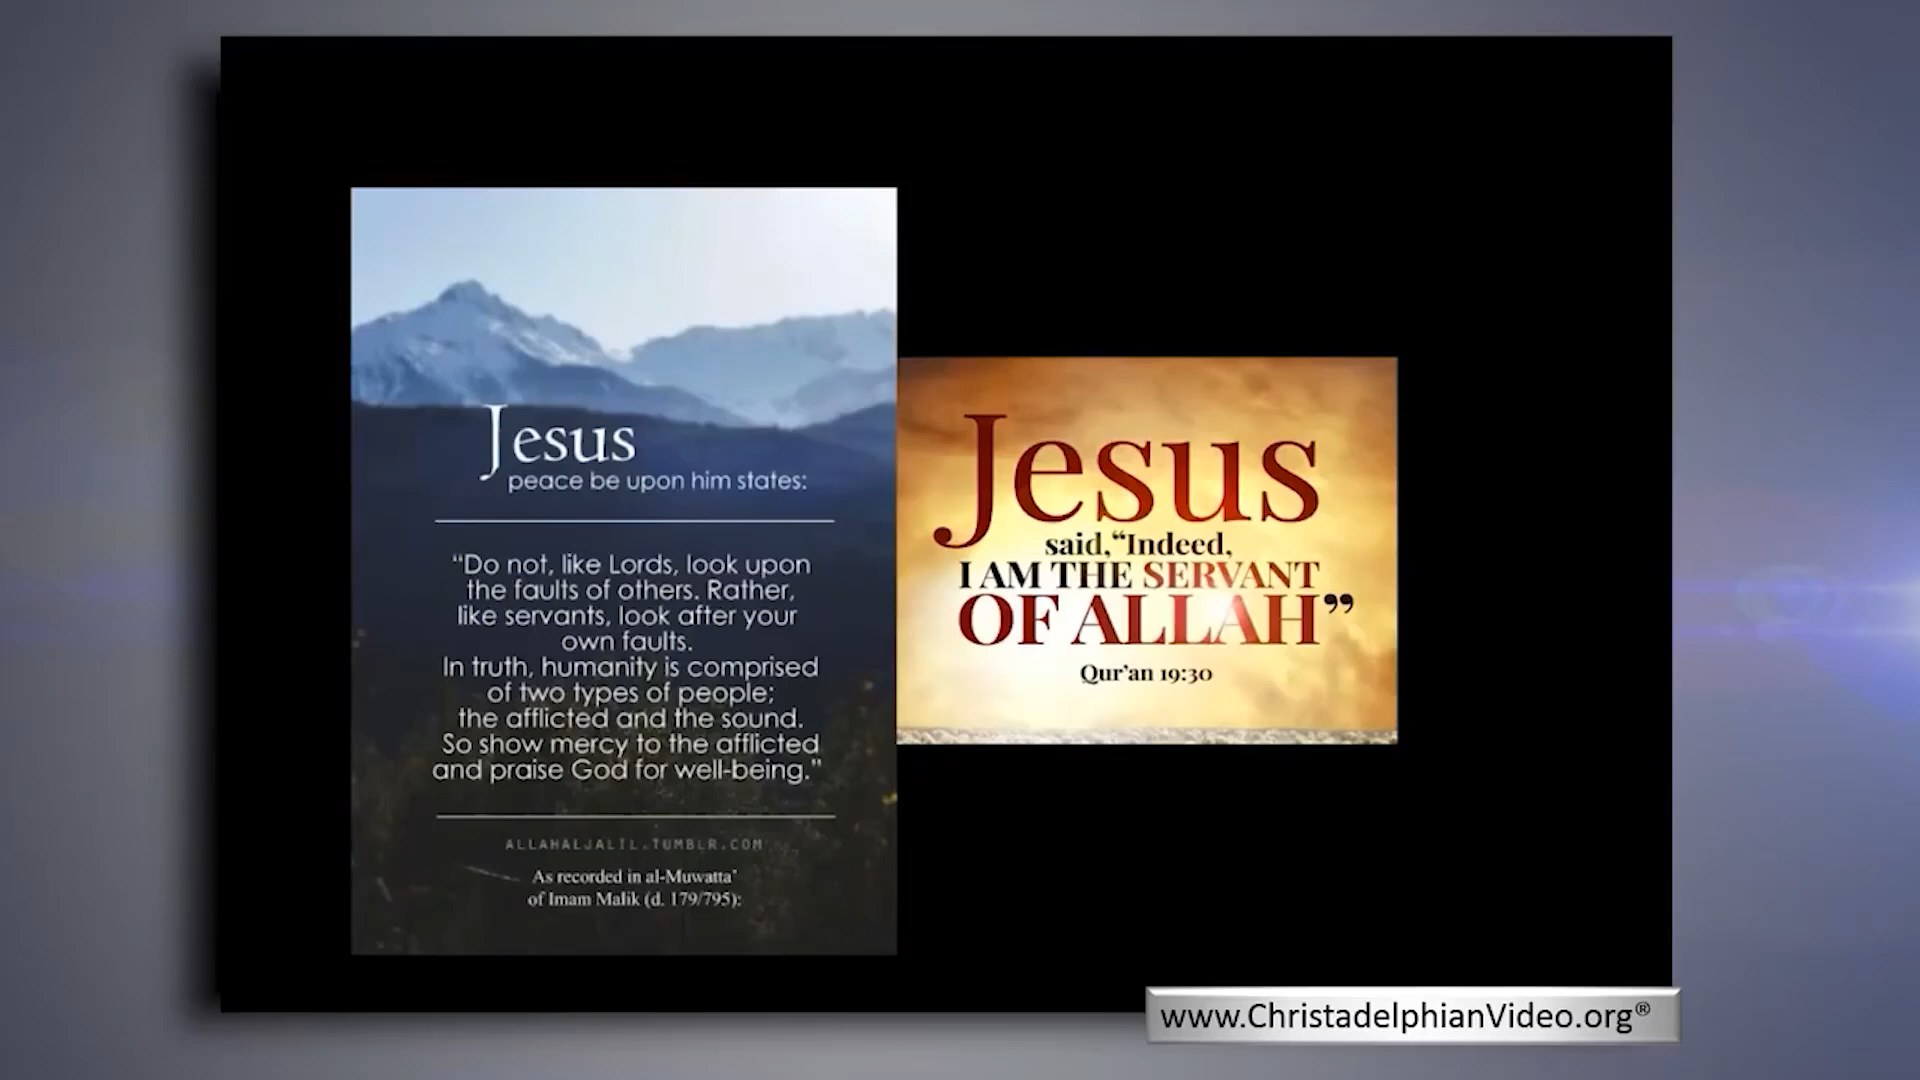 Jesus
peace be upon him states:
“Do not, like Lords, look upon
the faults of others. Rather,
like servants, look after your
own faults.
In truth, humanity is comprised
of two types of people;
the afflicted and the sound.
So show mercy to the afflicted
and praise God for well-being.”
ALLAHALJALIL.TUMBLR.COM
As recorded in al-Muwatta’
of Imam Malik (d. 179/795):
Jesus
said,“Indeed,
I AM THE SERVANT
OF ALLAH”
Qur’an 19:30
www.ChristadelphianVideo.org®